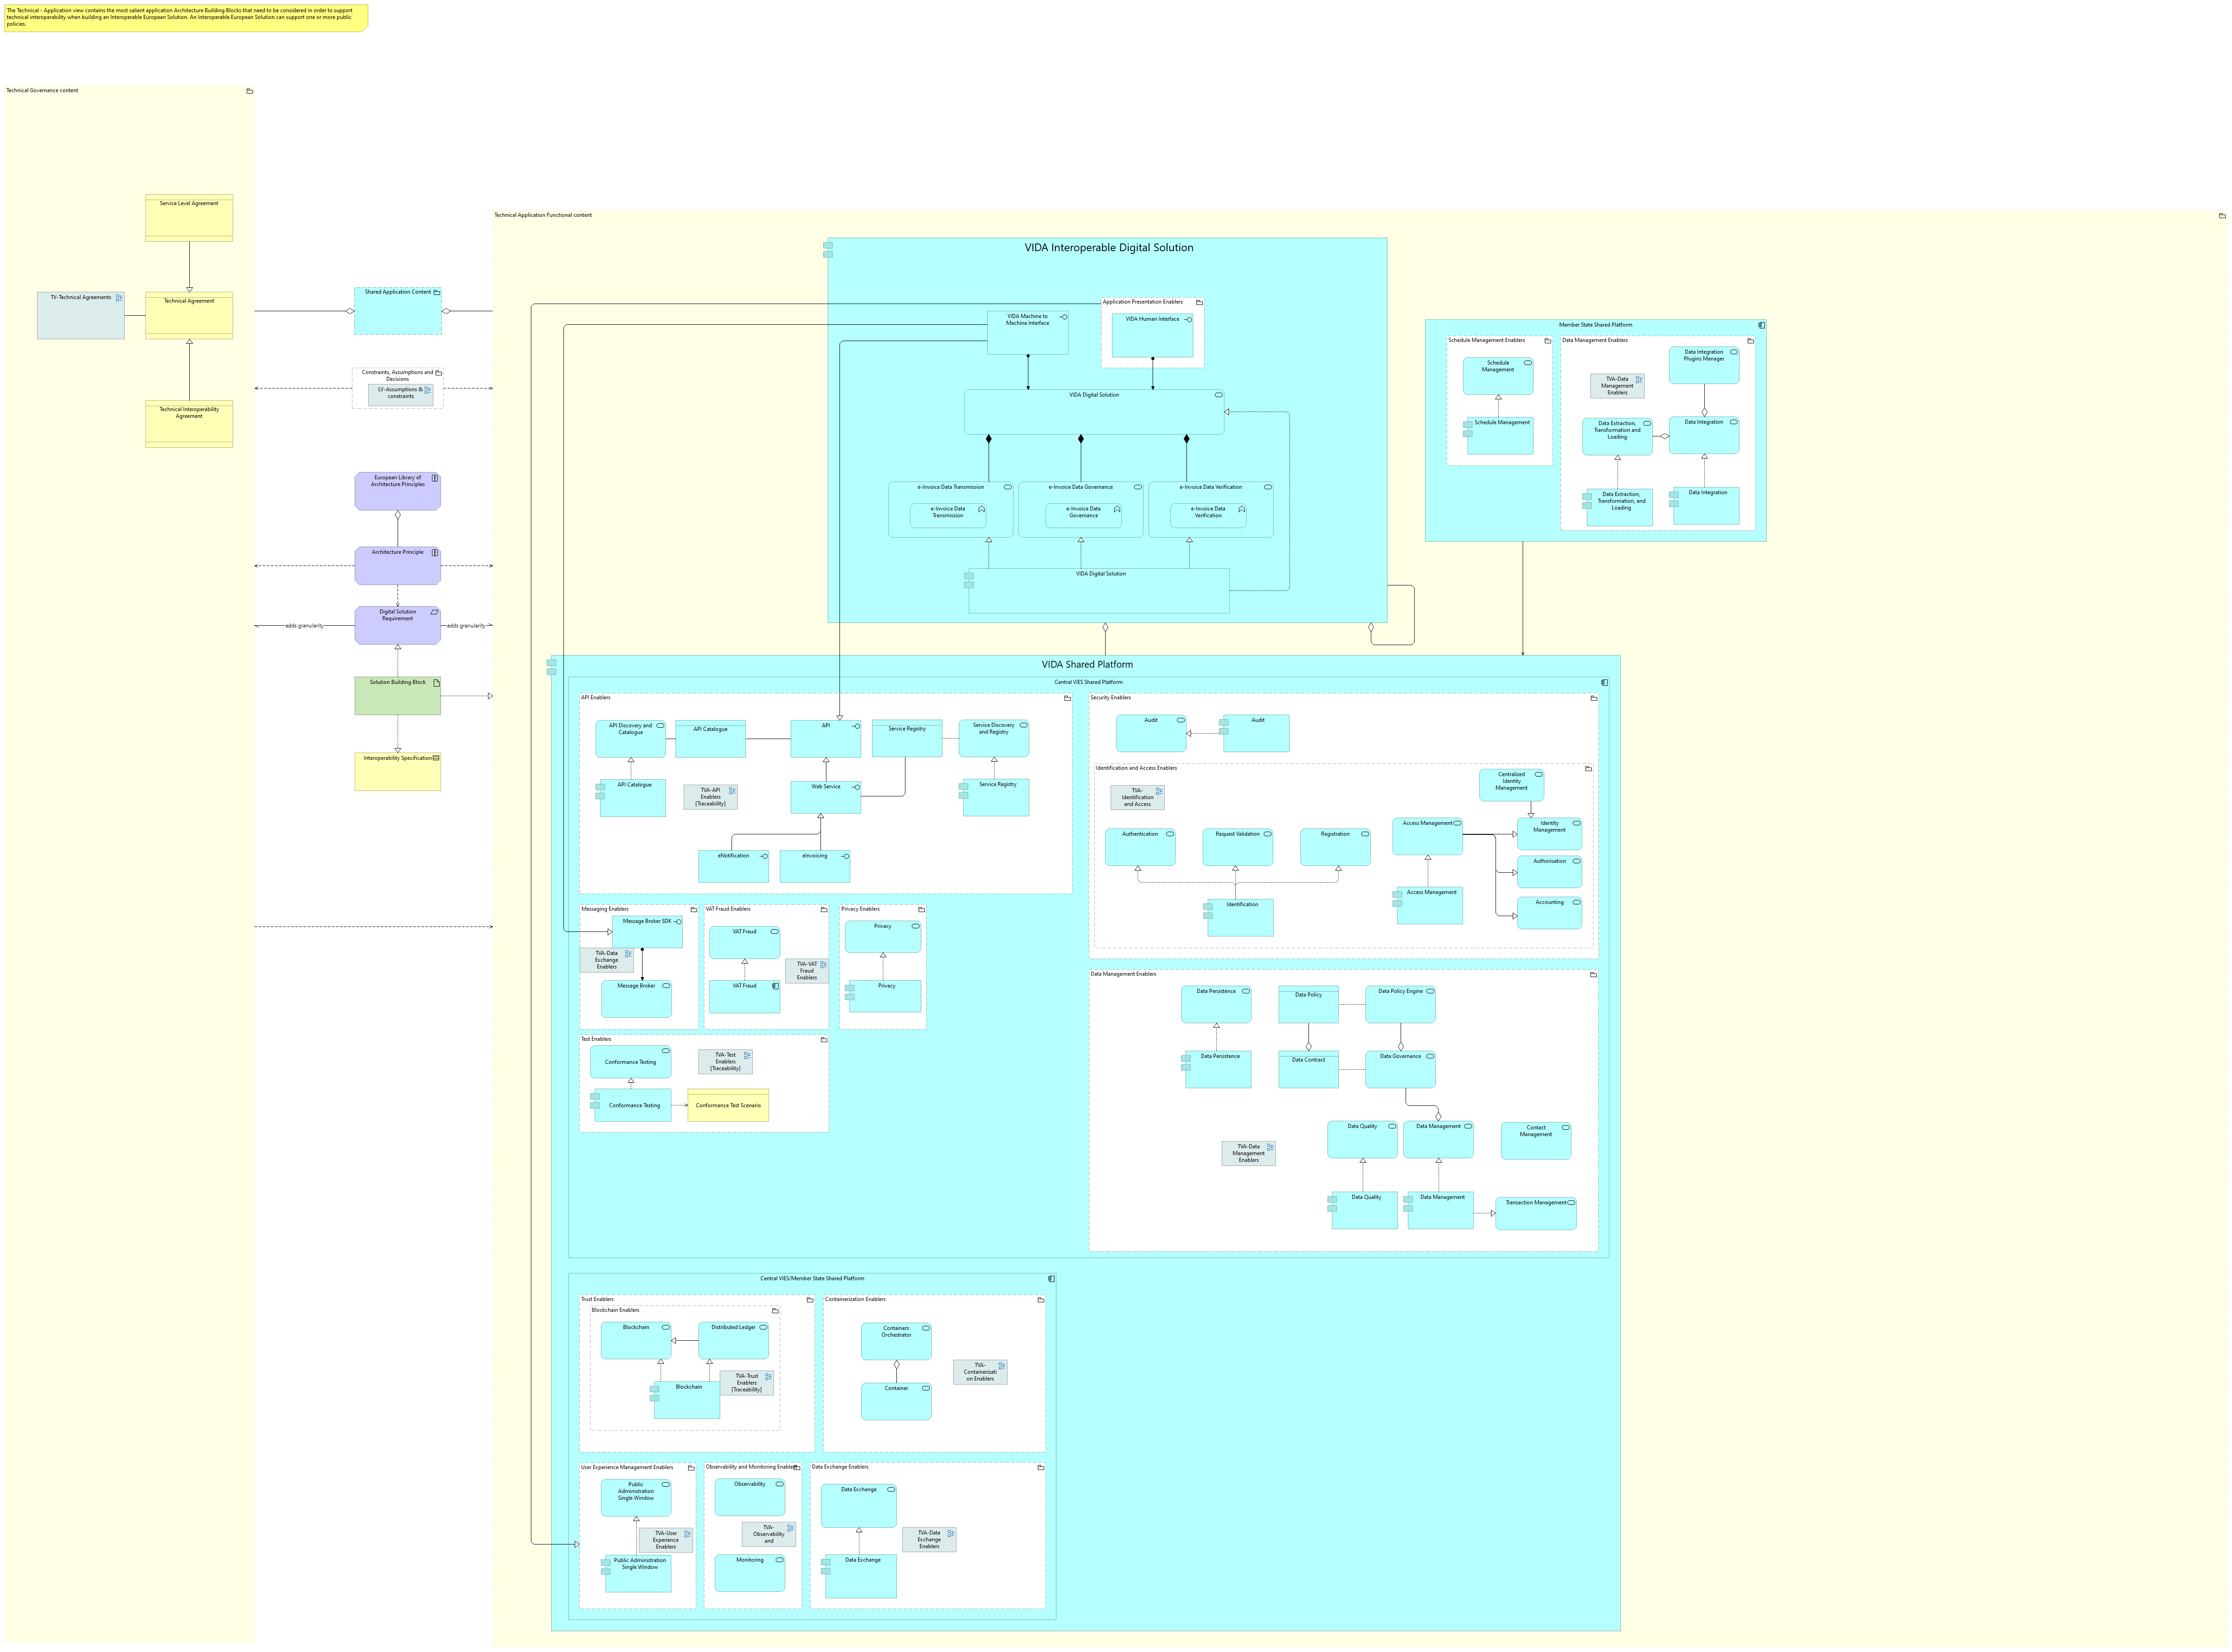 The Technical - Application view contains the most salient application Architecture Building Blocks that need to be considered in order to support
technical interoperability when building an Interoperable European Solution. An Interoperable European Solution can support one or more public
policies.
Technical Governance content
Service Level Agreement
TV-Technical Agreements
Technical Agreement
Technical Interoperability
Agreement
Shared Application Content
Constraints, Assumptions and
Decisions
LV-Assumptions &
constraints
European Library of
Architecture Principles
Architecture Principle
Digital Solution
Requirement
adds granularity
adds granularity
Solution Building Block
Interoperability Specification
Technical Application Functional content
VIDA Interoperable Digital Solution
Application Presentation Enablers
VIDA Machine to
Machine Interface
VIDA Human Interface
VIDA Digital Solution
e-Invoice Data Transmission
e-Invoice Data
Transmission
e-Invoice Data Governance
e-Invoice Data
Governance
e-Invoice Data Verification
e-Invoice Data
Verification
VIDA Digital Solution
Member State Shared Platform
Schedule Management Enablers
Schedule
Management
Schedule Management
Data Management Enablers
Data Integration
Plugins Manager
TVA-Data
Management
Enablers
Data Extraction,
Transformation and
Loading
Data Integration
Data Extraction,
Transformation, and
Loading
Data Integration
VIDA Shared Platform
Central VIES Shared Platform
API Enablers
API Discovery and
Catalogue
API Catalogue
API
Service Registry
Service Discovery
and Registry
API Catalogue
TVA-API
Enablers
[Traceability]
Web Service
Service Registry
eNotification
eInvoicing
Security Enablers
Audit
Audit
Identification and Access Enablers
TVA-
Identification
and Access
Centralized
Identity
Management
Authentication
Request Validation
Registration
Access Management
Identity
Management
Authorisation
Accounting
Access Management
Identification
Messaging Enablers
Message Broker SDK
TVA-Data
Exchange
Enablers
Message Broker
VAT Fraud Enablers
VAT Fraud
TVA-VAT
Fraud
Enablers
VAT Fraud
Privacy Enablers
Privacy
Privacy
Test Enablers
Conformance Testing
TVA-Test
Enablers
[Traceability]
Conformance Testing
Conformance Test Scenario
Data Management Enablers
Data Persistence
Data Policy
Data Policy Engine
Data Persistence
Data Contract
Data Governance
TVA-Data
Management
Enablers
Data Quality
Data Management
Contact
Management
Data Quality
Data Management
Transaction Management
Central VIES/Member State Shared Platform
Trust Enablers
Blockchain Enablers
Blockchain
Distributed Ledger
Blockchain
TVA-Trust
Enablers
[Traceability]
Containerization Enablers
Containers
Orchestrator
TVA-
Containerizati
on Enablers
Container
User Experience Management Enablers
Public
Administration
Single Window
TVA-User
Experience
Enablers
Public Administration
Single Window
Observability and Monitoring Enablers
Observability
TVA-
Observability
and
Monitoring
Data Exchange Enablers
Data Exchange
TVA-Data
Exchange
Enablers
Data Exchange